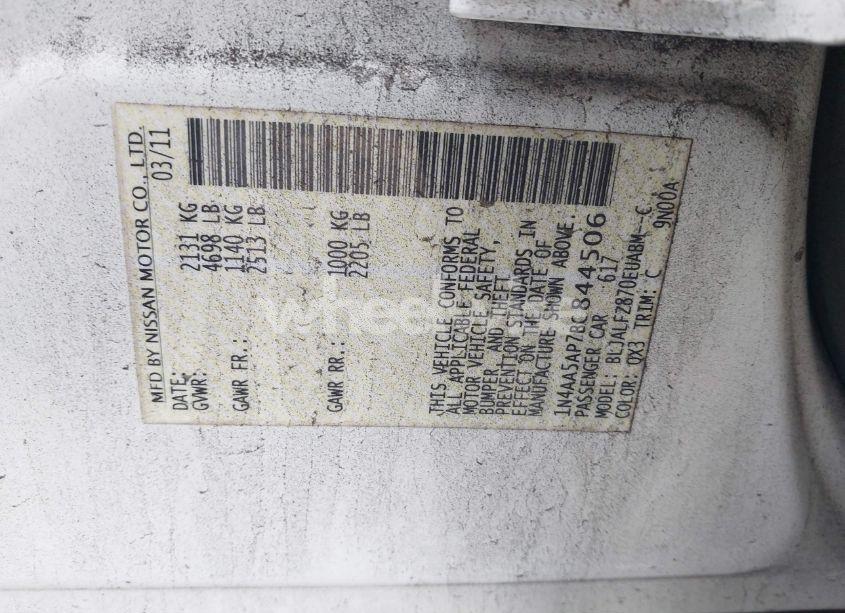 MFD BY NISSAN MOTOR CO., LTD.
DATE: 03/11
GVWR: 2131 KG
4698 LB
GAWR FR.: 1140 KG
2513 LB
GAWR RR.: 1000 KG
2205 LB
THIS VEHICLE CONFORMS TO
ALL APPLICABLE FEDERAL
MOTOR VEHICLE SAFETY,
BUMPER AND THEFT
PREVENTION STANDARDS IN
EFFECT ON THE DATE OF
MANUFACTURE SHOWN ABOVE.
1N4AA5AP7BC844506
PASSENGER CAR 617
MODEL: BLJALFZ870EUABM--C
COLOR: QX3 TRIM: C 9N00A